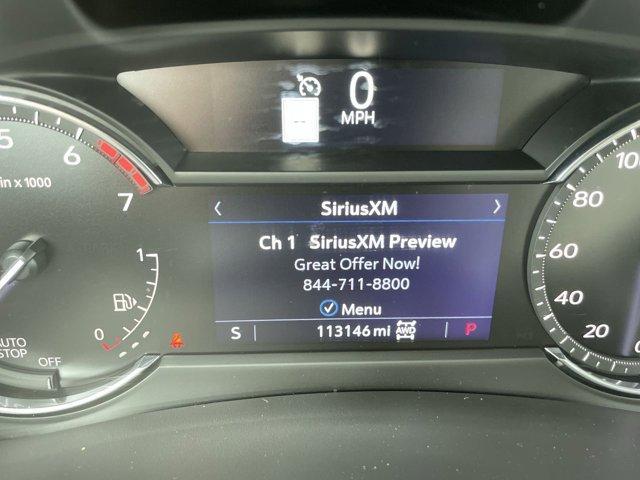 0
MPH
--
5
6
7
in x 1000
1
0
AUTO
STOP
OFF
< SiriusXM >
Ch 1 SiriusXM Preview
Great Offer Now!
844-711-8800
Menu
S 113146 mi AWD P
100
80
60
40
20
0